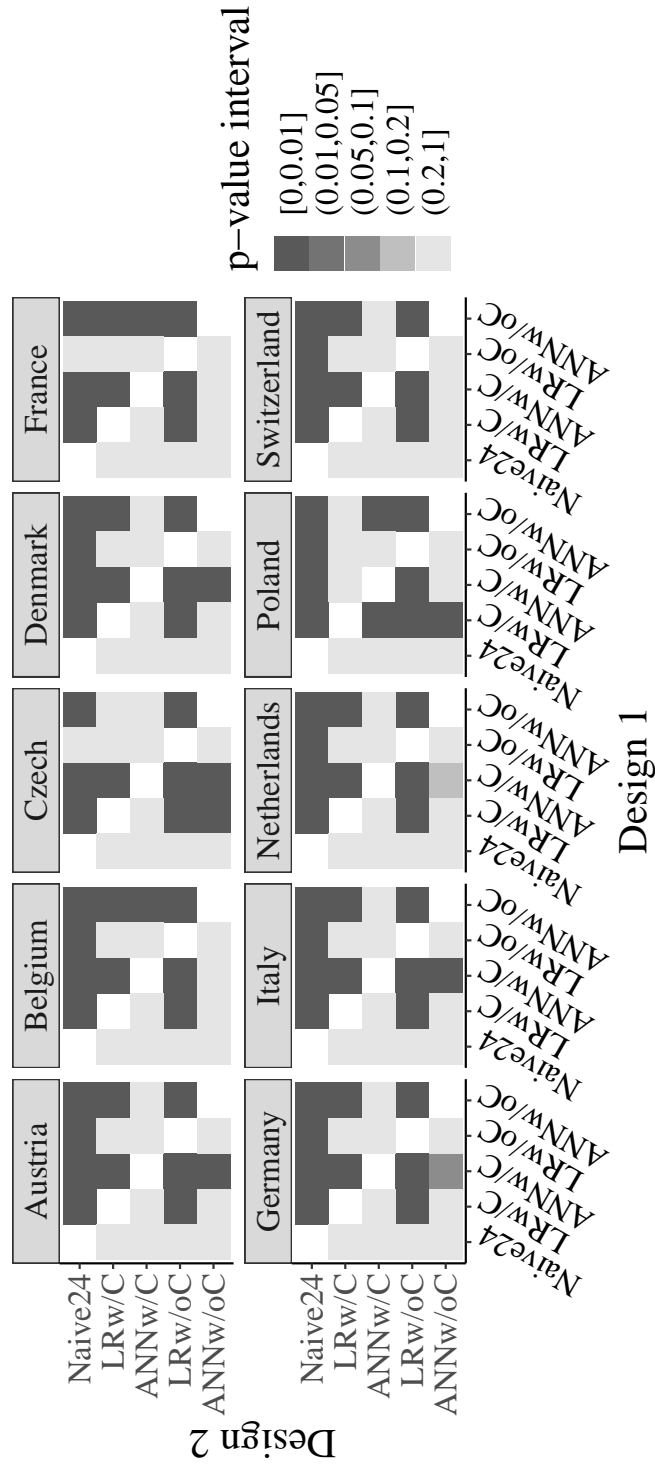 Austria
Belgium
Czech
Denmark
France
Germany
Italy
Netherlands
Poland
Switzerland
Naive24
LRw/C
ANNw/C
LRw/oC
ANNw/oC
Naive24
LRw/C
ANNw/C
LRw/oC
ANNw/oC
Naive24
LRw/C
ANNw/C
LRw/oC
ANNw/oC
Naive24
LRw/C
ANNw/C
LRw/oC
ANNw/oC
Naive24
LRw/C
ANNw/C
LRw/oC
ANNw/oC
Naive24
LRw/C
ANNw/C
LRw/oC
ANNw/oC
Naive24
LRw/C
ANNw/C
LRw/oC
ANNw/oC
Design 1
Design 2
p−value interval
[0,0.01]
(0.01,0.05]
(0.05,0.1]
(0.1,0.2]
(0.2,1]